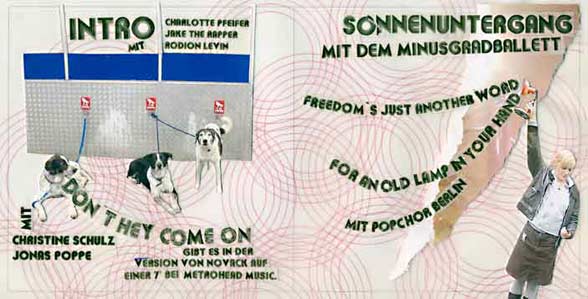 INTRO
MIT
CHARLOTTE PFEIFER
JAKE THE RAPPER
RODION LEVIN
DON'T HEY COME ON
MIT
CHRISTINE SCHULZ
JONAS POPPE
GIBT ES IN DER
VERSION VON NOVACK AUF
EINER 7" BEI METROHEAD MUSIC.
SONNENUNTERGANG
MIT DEM MINUSGRADBALLETT
FREEDOM`S JUST ANOTHER WORD
FOR AN OLD LAMP IN YOUR HAND
MIT POPCHOR BERLIN